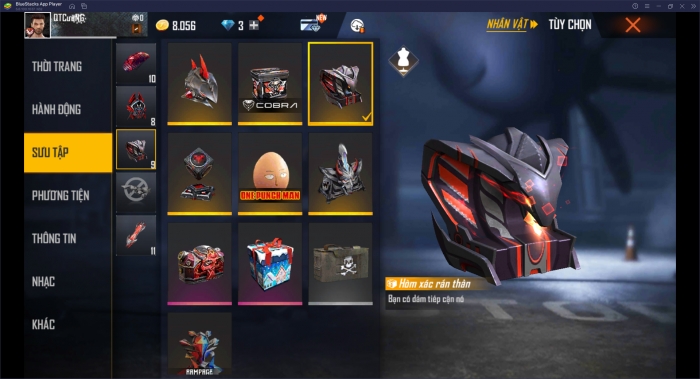 BlueStacks App Player
QTCườNG
0
8.056
3
NEW
NHÂN VẬT
TÙY CHỌN
THỜI TRANG
HÀNH ĐỘNG
SƯU TẬP
PHƯƠNG TIỆN
THÔNG TIN
NHẠC
KHÁC
10
8
9
11
COBRA
ONE PUNCH MAN
RAMPAGE
Hòm xác rắn thần
Bạn có dám tiếp cận nó